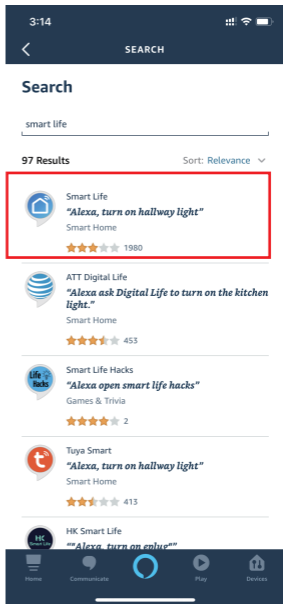 3:14
SEARCH
Search
smart life
97 Results
Sort: Relevance
Smart Life
“Alexa, turn on hallway light”
Smart Home
1980
ATT Digital Life
“Alexa ask Digital Life to turn on the kitchen
light.”
Smart Home
453
Life Hacks
Smart Life Hacks
“Alexa open smart life hacks”
Games & Trivia
2
Tuya Smart
“Alexa, turn on hallway light”
Smart Home
413
HK
Smart Life
HK Smart Life
““Alexa, turn on eplug””
Home
Communicate
Play
Devices